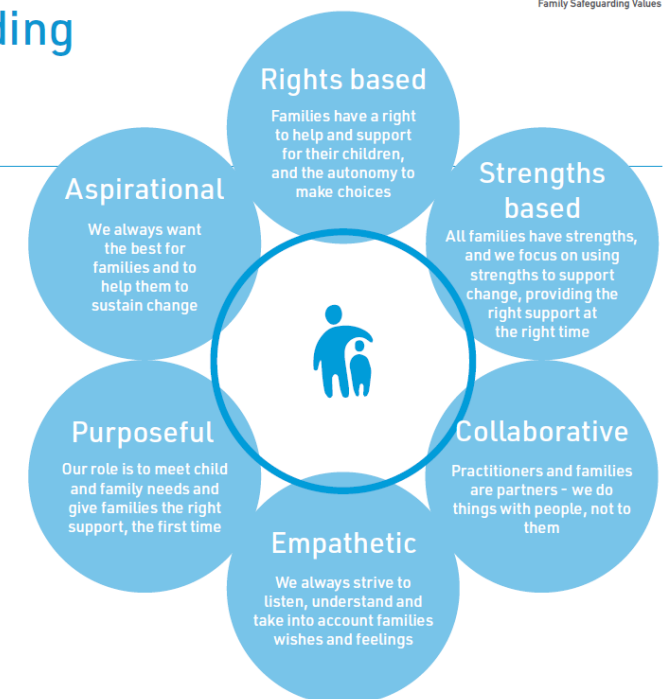 Family Safeguarding Values
ding
Rights based
Families have a right
to help and support
for their children,
and the autonomy to
make choices
Strengths
based
All families have strengths,
and we focus on using
strengths to support
change, providing the
right support at
the right time
Collaborative
Practitioners and families
are partners - we do
things with people, not to
them
Empathetic
We always strive to
listen, understand and
take into account families
wishes and feelings
Purposeful
Our role is to meet child
and family needs and
give families the right
support, the first time
Aspirational
We always want
the best for
families and to
help them to
sustain change